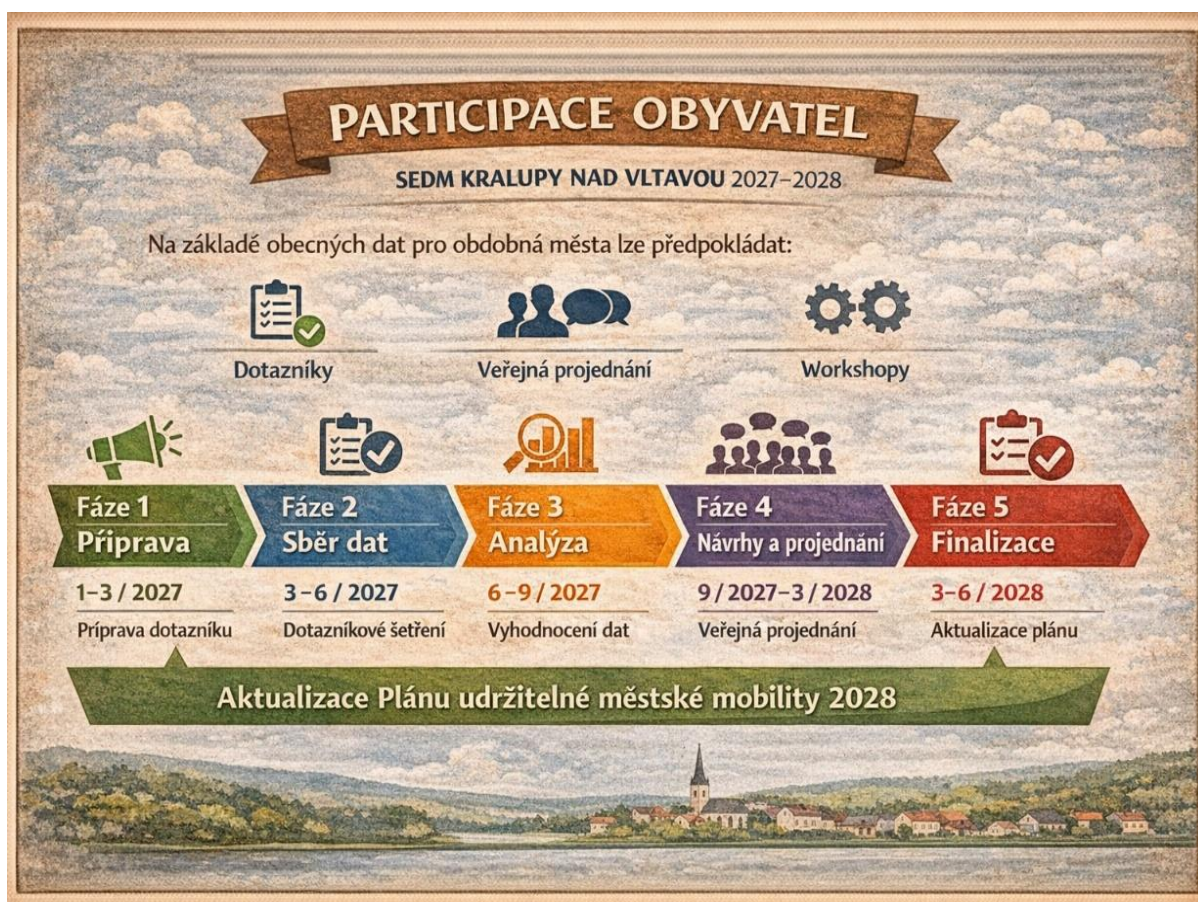 PARTICIPACE OBYVATEL
SEDM KRALUPY NAD VLTAVOU 2027–2028
Na základě obecných dat pro obdobná města lze předpokládat:
Dotazníky
Veřejná projednání
Workshopy
Fáze 1
Příprava
1–3 / 2027
Príprava dotazníku
Fáze 2
Sběr dat
3–6 / 2027
Dotazníkové šetření
Fáze 3
Analýza
6–9 / 2027
Vyhodnocení dat
Fáze 4
Návrhy a projednání
9 / 2027–3 / 2028
Veřejná projednání
Fáze 5
Finalizace
3–6 / 2028
Aktualizace plánu
Aktualizace Plánu udržitelné městské mobility 2028